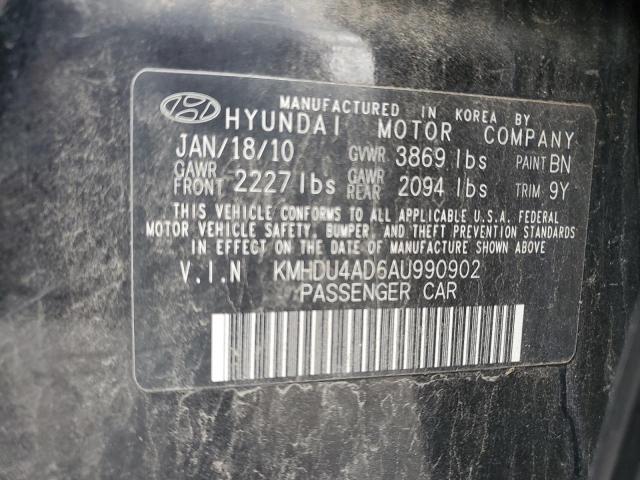 MANUFACTURED IN KOREA BY
HYUNDAI MOTOR COMPANY
JAN/18/10 GVWR 3869 lbs PAINT BN
GAWR FRONT 2227 lbs GAWR REAR 2094 lbs TRIM 9Y
THIS VEHICLE CONFORMS TO ALL APPLICABLE U.S.A. FEDERAL
MOTOR VEHICLE SAFETY, BUMPER, AND THEFT PREVENTION STANDARDS
IN EFFECT ON THE DATE OF MANUFACTURE SHOWN ABOVE
V.I.N KMHDU4AD6AU990902
PASSENGER CAR